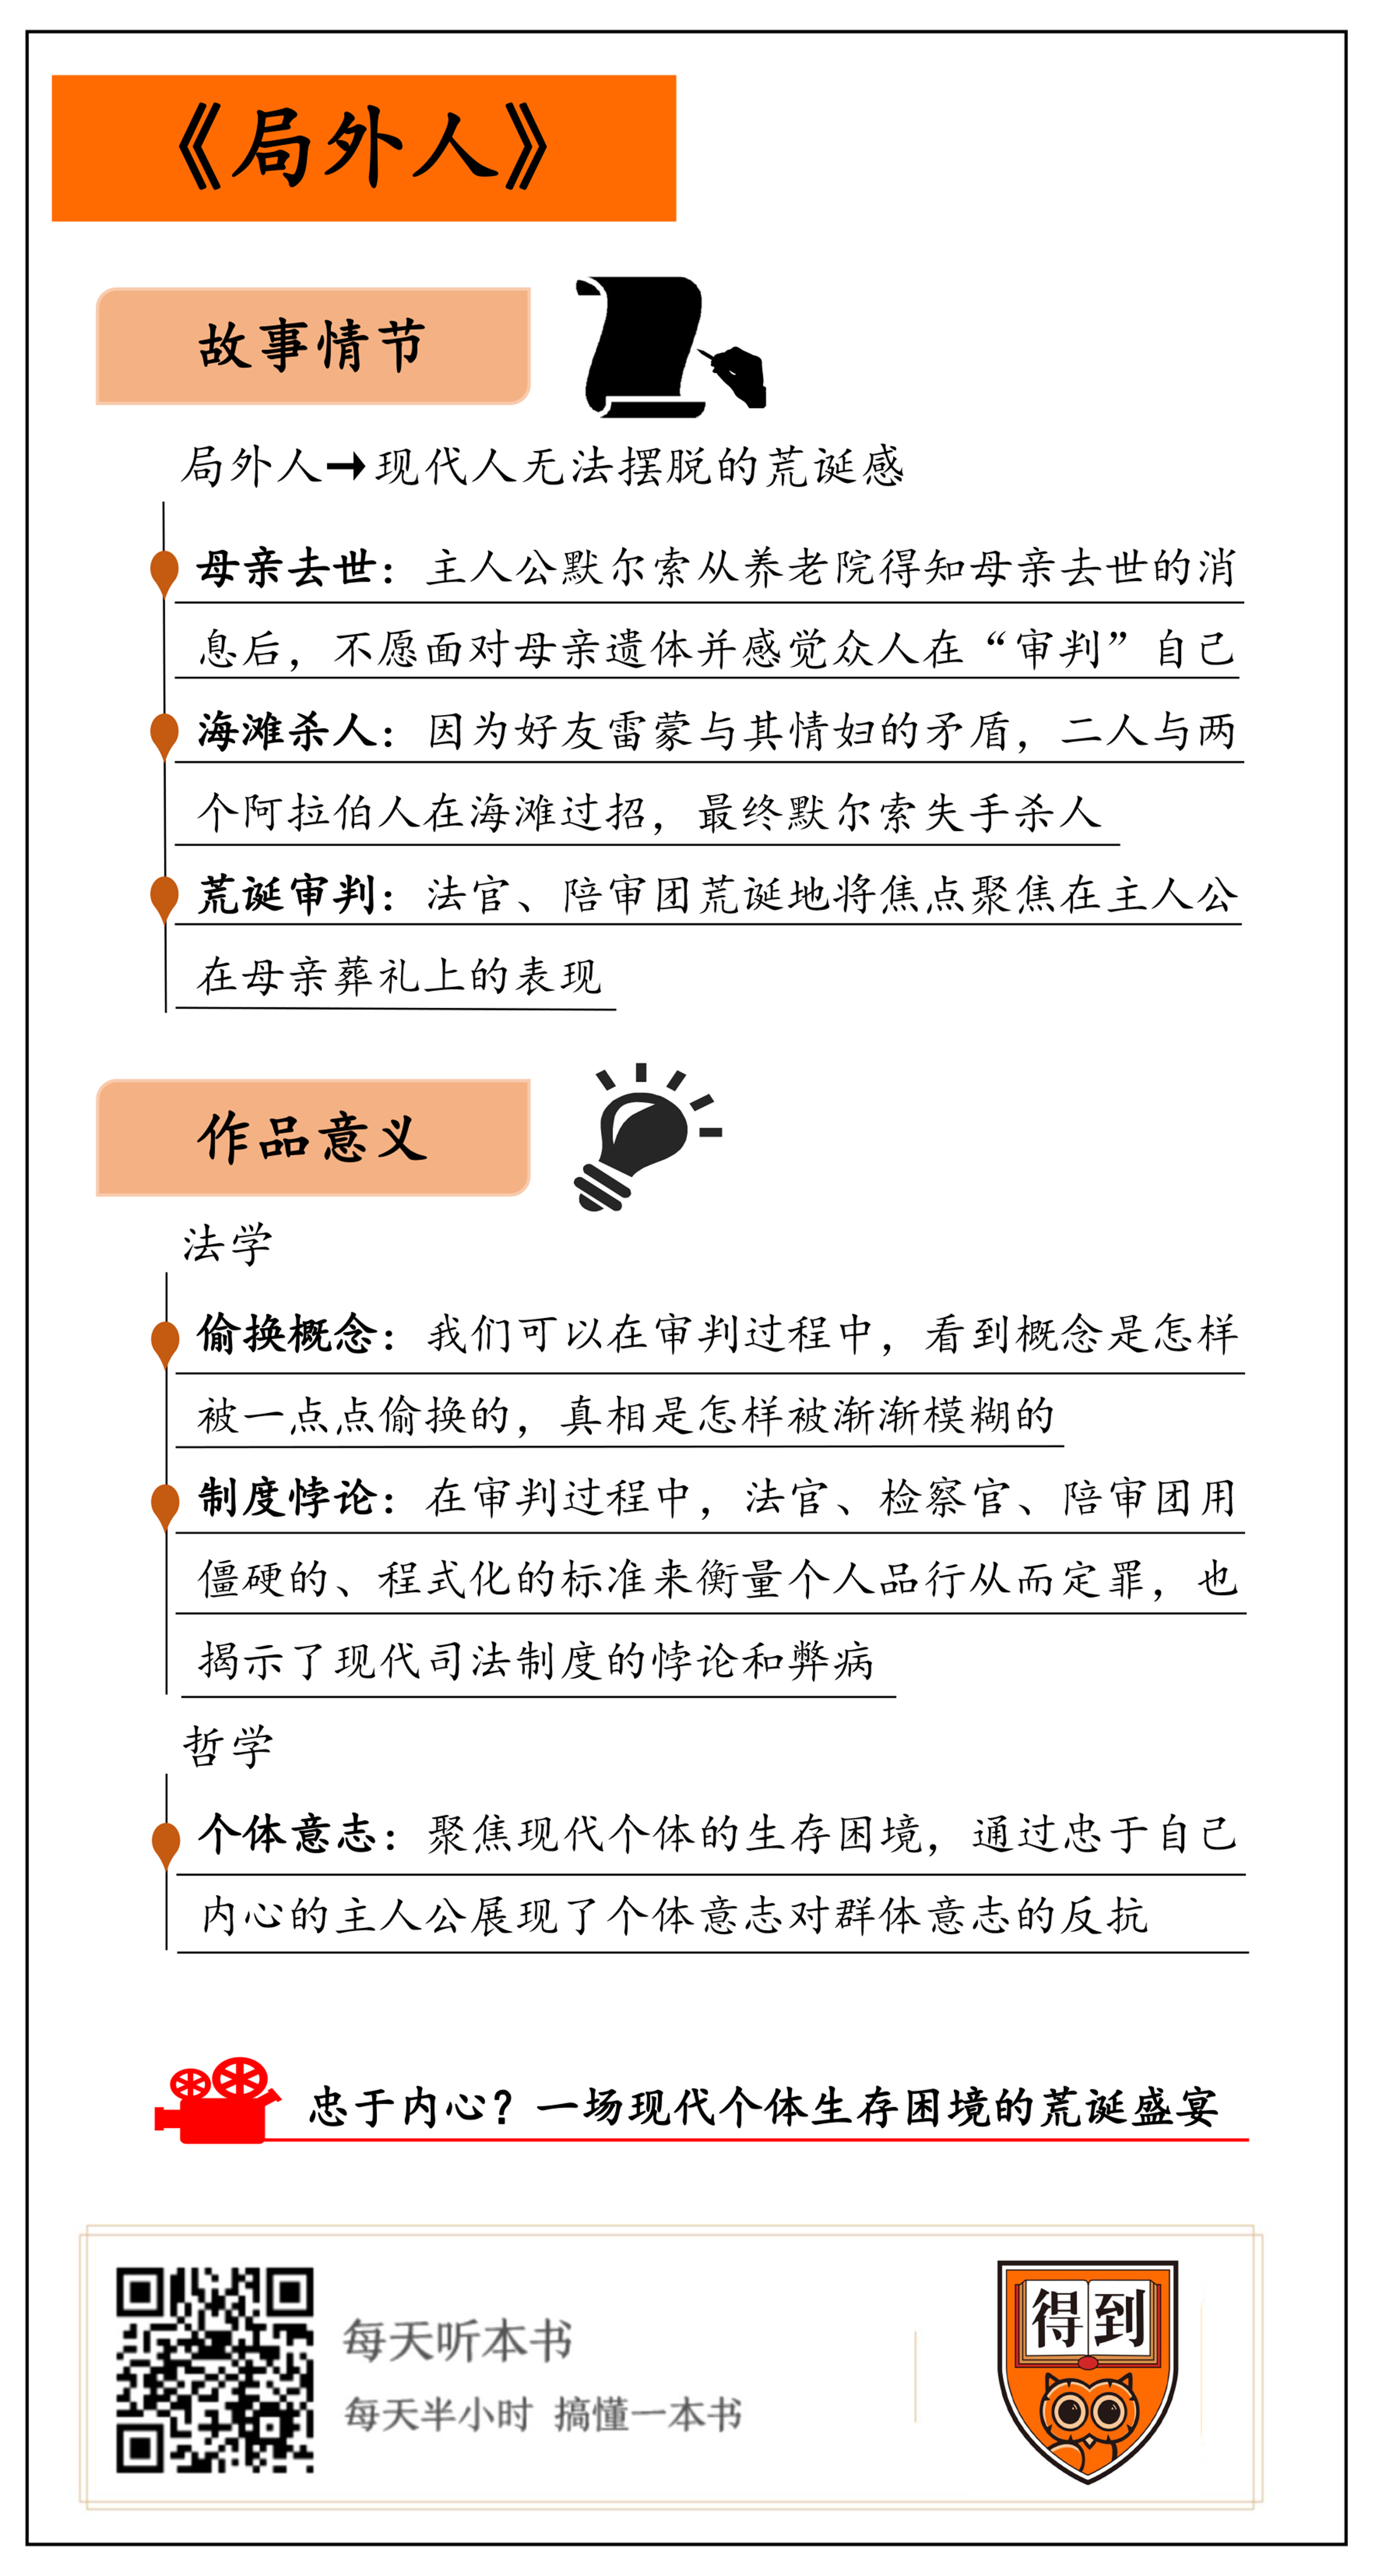 《局外人》
故事情节
局外人→现代人无法摆脱的荒诞感
母亲去世：主人公默尔索从养老院得知母亲去世的消
息后，不愿面对母亲遗体并感觉众人在“审判”自己
海滩杀人：因为好友雷蒙与其情妇的矛盾，二人与两
个阿拉伯人在海滩过招，最终默尔索失手杀人
荒诞审判：法官、陪审团荒诞地将焦点聚焦在主人公
在母亲葬礼上的表现
作品意义
法学
偷换概念：我们可以在审判过程中，看到概念是怎样
被一点点偷换的，真相是怎样被渐渐模糊的
制度悖论：在审判过程中，法官、检察官、陪审团用
僵硬的、程式化的标准来衡量个人品行从而定罪，也
揭示了现代司法制度的悖论和弊病
哲学
个体意志：聚焦现代个体的生存困境，通过忠于自己
内心的主人公展现了个体意志对群体意志的反抗
忠于内心？一场现代个体生存困境的荒诞盛宴
每天听本书
每天半小时 搞懂一本书
得到